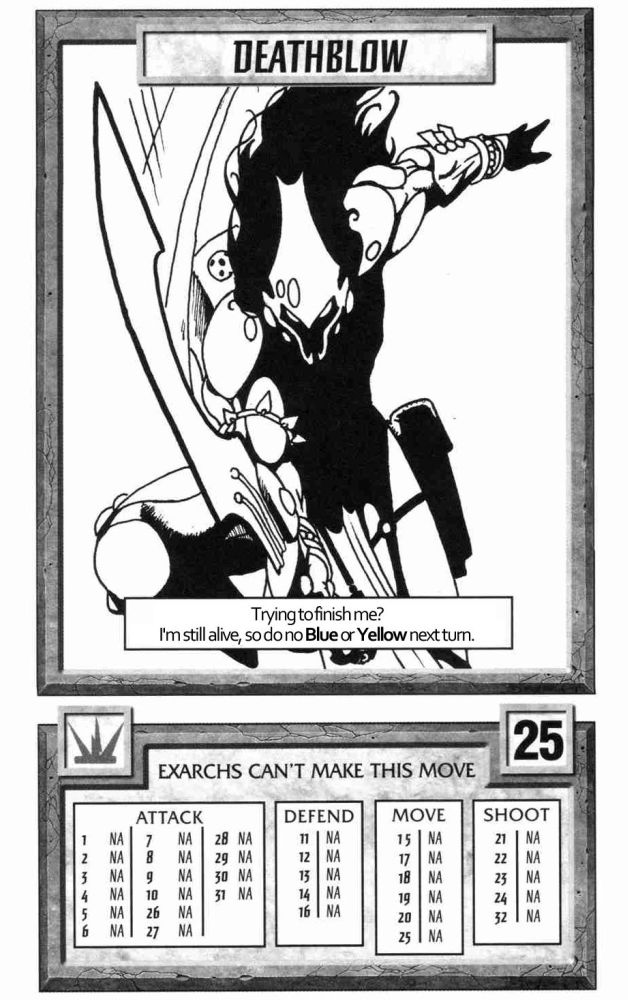 DEATHBLOW
Trying to finish me?
I'm still alive, so do no Blue or Yellow next turn.
25
EXARCHS CAN'T MAKE THIS MOVE
ATTACK
1 NA 7 NA 28 NA
2 NA 8 NA 29 NA
3 NA 9 NA 30 NA
4 NA 10 NA 31 NA
5 NA 26 NA
6 NA 27 NA
DEFEND
11 NA
12 NA
13 NA
14 NA
16 NA
MOVE
15 NA
17 NA
18 NA
19 NA
20 NA
25 NA
SHOOT
21 NA
22 NA
23 NA
24 NA
32 NA